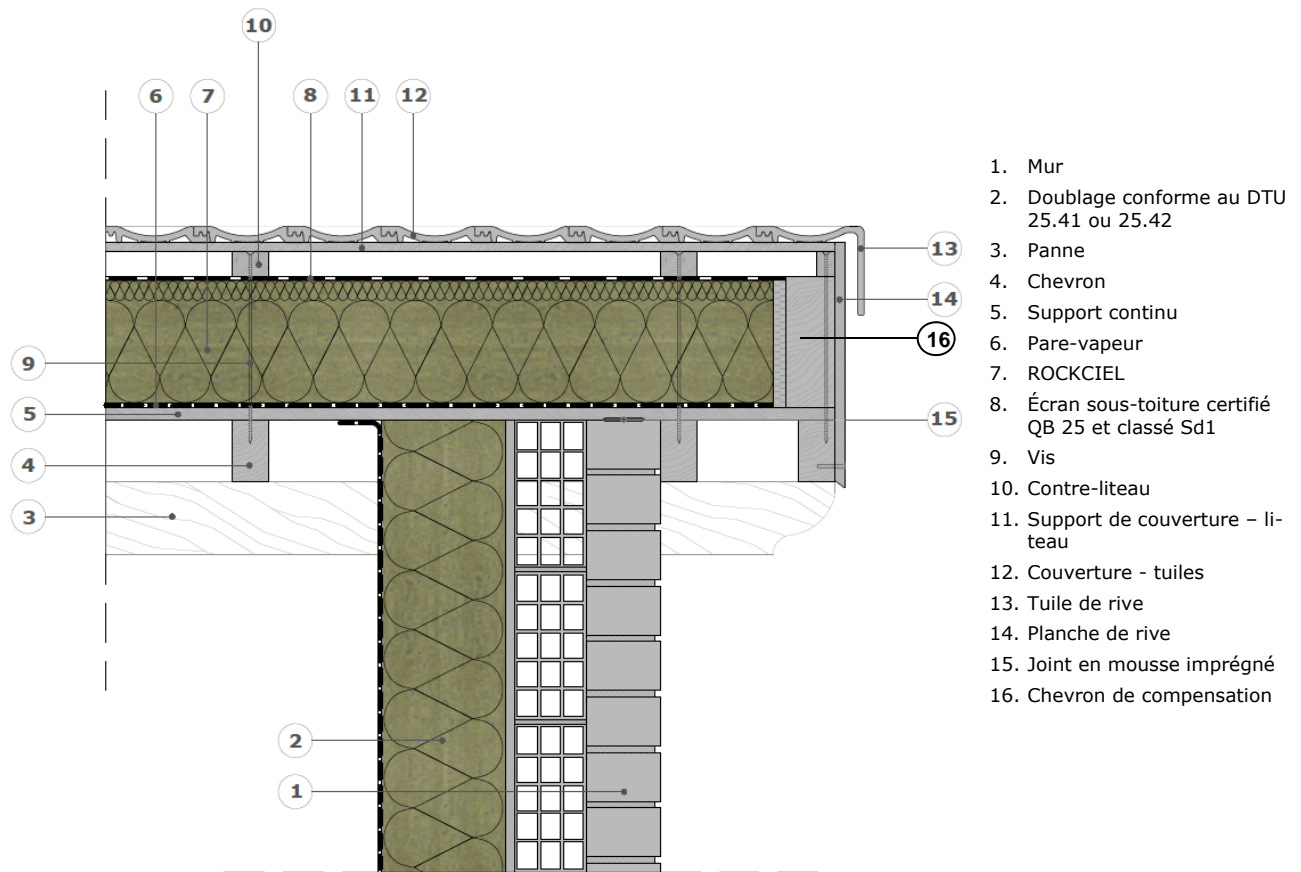 10
6
7
8
11
12
13
14
16
9
5
15
4
3
2
1
1. Mur
2. Doublage conforme au DTU
25.41 ou 25.42
3. Panne
4. Chevron
5. Support continu
6. Pare-vapeur
7. ROCKCIEL
8. Écran sous-toiture certifié
QB 25 et classé Sd1
9. Vis
10. Contre-liteau
11. Support de couverture – li-
teau
12. Couverture - tuiles
13. Tuile de rive
14. Planche de rive
15. Joint en mousse imprégné
16. Chevron de compensation